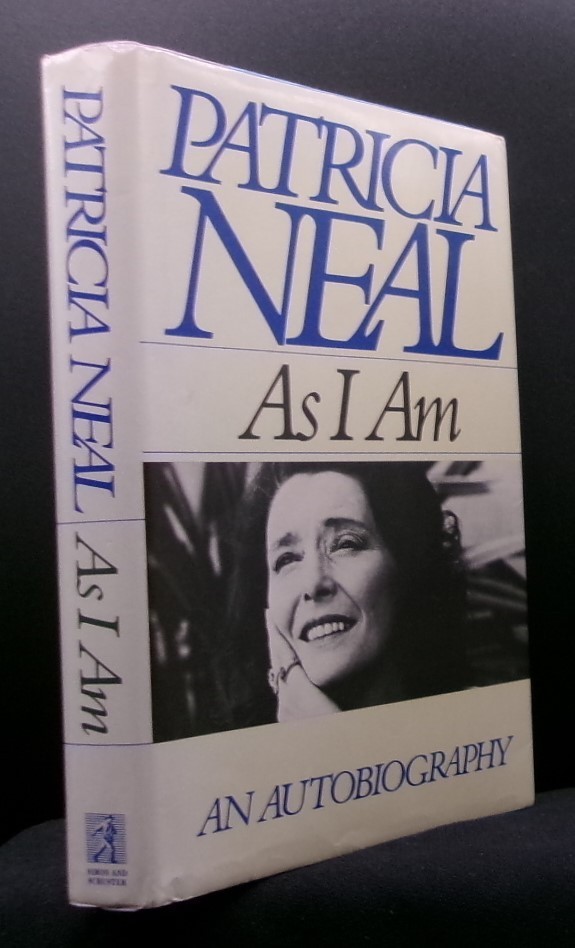 PATRICIA NEAL As I Am
SIMON AND
SCHUSTER
PATRICIA
NEAL
As I Am
AN AUTOBIOGRAPHY